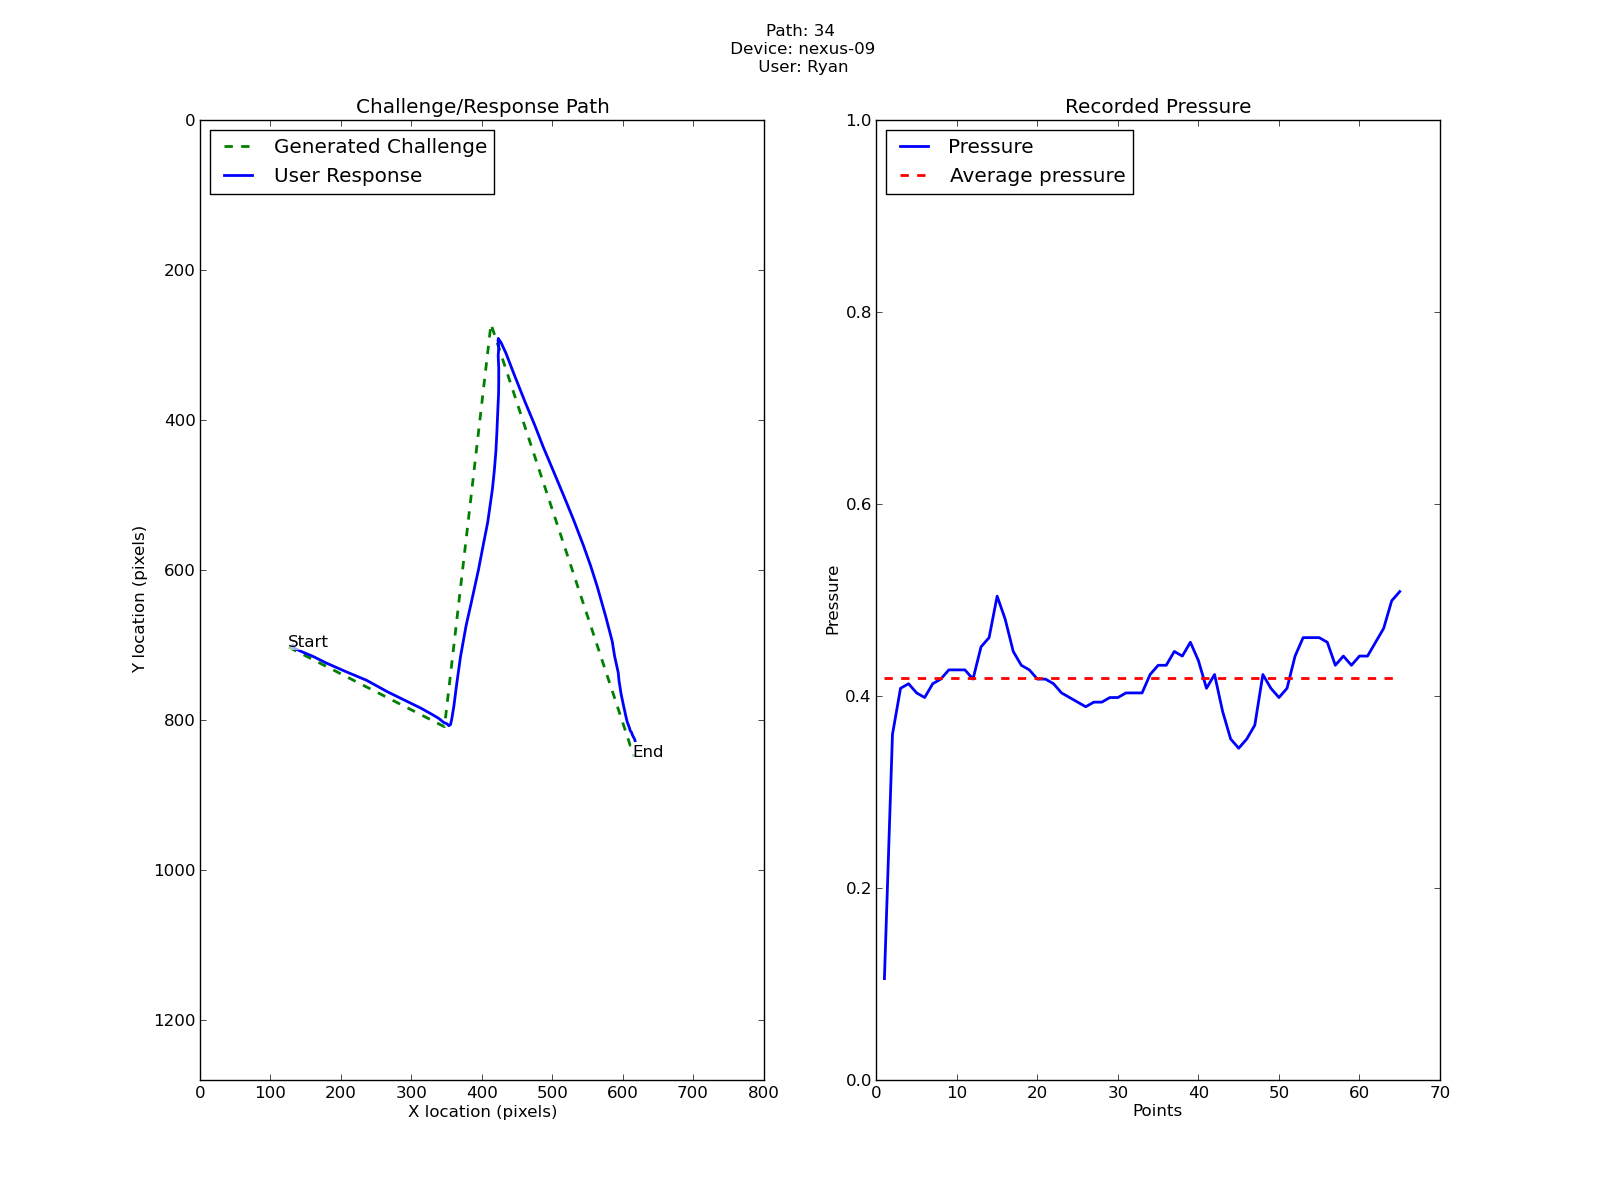 Path: 34
Device: nexus-09
User: Ryan
Challenge/Response Path
Generated Challenge
User Response
0
200
400
600
800
1000
1200
Y location (pixels)
Start
End
0 100 200 300 400 500 600 700 800
X location (pixels)
Recorded Pressure
Pressure
Average pressure
1.0
0.8
0.6
0.4
0.2
0.0
Pressure
0 10 20 30 40 50 60 70
Points